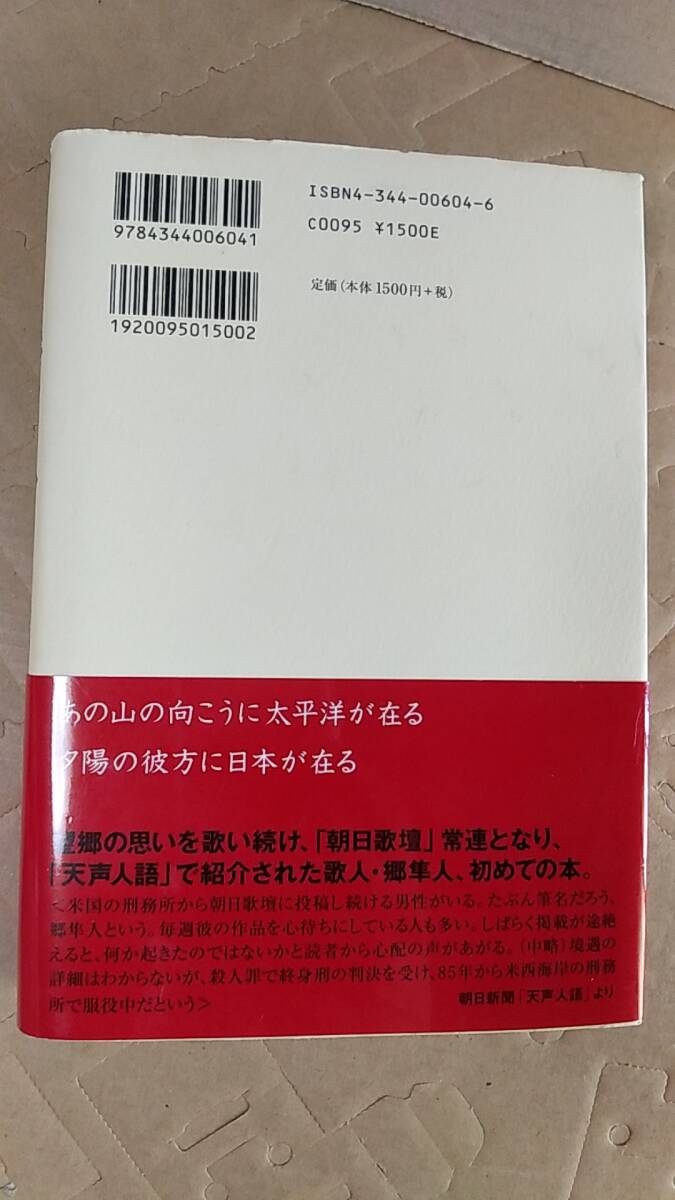 ISBN4-344-00604-6
C0095 ¥1500E
9784344006041
定価(本体1500円+税)
1920095015002
あの山の向こうに太平洋が在る
夕陽の彼方に日本が在る
望郷の思いを歌い続け、「朝日歌壇」常連となり、
「天声人語」で紹介された歌人・郷隼人、初めての本。
<米国の刑務所から朝日歌壇に投稿し続ける男性がいる。たぶん筆名だろう、
郷隼人という。毎週彼の作品を心待ちにしている人も多い。しばらく掲載が途絶
えると、何か起きたのではないかと読者から心配の声があがる。(中略)境遇の
詳細はわからないが、殺人罪で終身刑の判決を受け、85年から米西海岸の刑務
所で服役中だという>
朝日新聞「天声人語」より